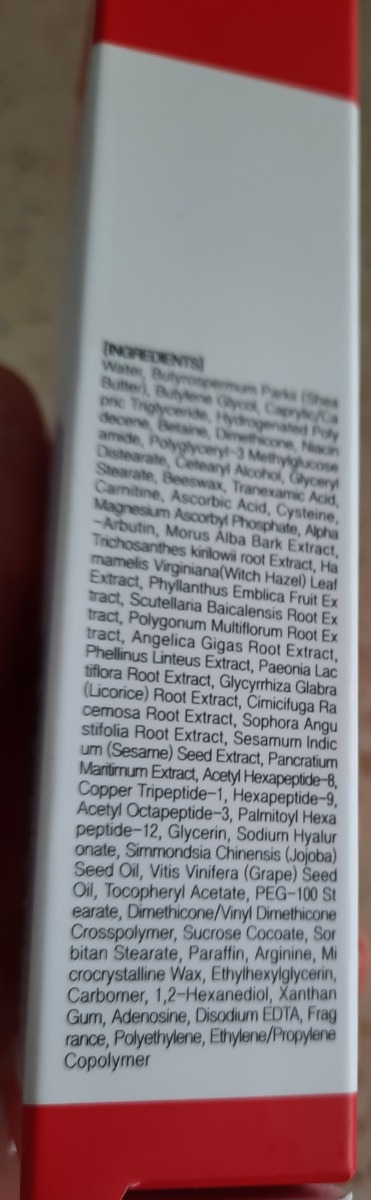 [INGREDIENTS]
Water, Butyrospermum Parkii (Shea
Butter), Butylene Glycol, Caprylic/Ca
pric Triglyceride, Hydrogenated Poly
decene, Betaine, Dimethicone, Niacin
amide, Polyglyceryl-3 Methylglucose
Distearate, Cetearyl Alcohol, Glyceryl
Stearate, Beeswax, Tranexamic Acid,
Carnitine, Ascorbic Acid, Cysteine,
Magnesium Ascorbyl Phosphate, Alpha
-Arbutin, Morus Alba Bark Extract,
Trichosanthes kirilowii root Extract, Ha
mamelis Virginiana(Witch Hazel) Leaf
Extract, Phyllanthus Emblica Fruit Ex
tract, Scutellaria Baicalensis Root Ex
tract, Polygonum Multiflorum Root Ex
tract, Angelica Gigas Root Extract,
Phellinus Linteus Extract, Paeonia Lac
tiflora Root Extract, Glycyrrhiza Glabra
(Licorice) Root Extract, Cimicifuga Ra
cemosa Root Extract, Sophora Angu
stifolia Root Extract, Sesamum Indic
um (Sesame) Seed Extract, Pancratium
Maritimum Extract, Acetyl Hexapeptide-8,
Copper Tripeptide-1, Hexapeptide-9,
Acetyl Octapeptide-3, Palmitoyl Hexa
peptide-12, Glycerin, Sodium Hyalur
onate, Simmondsia Chinensis (Jojoba)
Seed Oil, Vitis Vinifera (Grape) Seed
Oil, Tocopheryl Acetate, PEG-100 St
earate, Dimethicone/Vinyl Dimethicone
Crosspolymer, Sucrose Cocoate, Sor
bitan Stearate, Paraffin, Arginine, Mi
crocrystalline Wax, Ethylhexylglycerin,
Carbomer, 1,2-Hexanediol, Xanthan
Gum, Adenosine, Disodium EDTA, Frag
rance, Polyethylene, Ethylene/Propylene
Copolymer